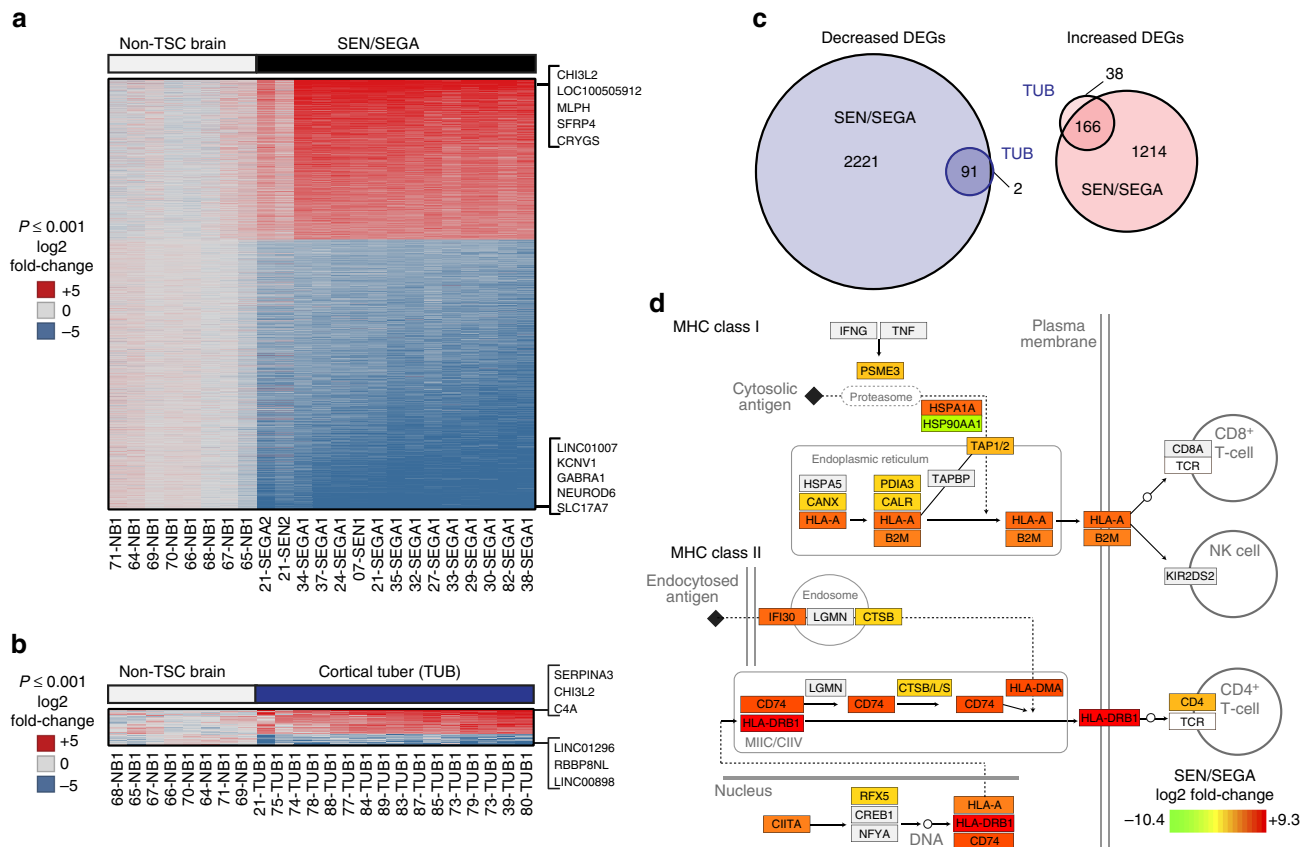 a
Non-TSC brain
SEN/SEGA
CHI3L2
LOC100505912
MLPH
SFRP4
CRYGS
P ≤ 0.001
log2
fold-change
+5
0
–5
LINC01007
KCNV1
GABRA1
NEUROD6
SLC17A7
71-NB1
64-NB1
69-NB1
70-NB1
66-NB1
68-NB1
67-NB1
65-NB1
21-SEGA2
21-SEN2
34-SEGA1
37-SEGA1
24-SEGA1
07-SEN1
21-SEGA1
35-SEGA1
32-SEGA1
27-SEGA1
33-SEGA1
29-SEGA1
30-SEGA1
82-SEGA1
38-SEGA1
b
Non-TSC brain
Cortical tuber (TUB)
SERPINA3
CHI3L2
C4A
P ≤ 0.001
log2
fold-change
+5
0
–5
LINC01296
RBBP8NL
LINC00898
68-NB1
65-NB1
67-NB1
66-NB1
70-NB1
64-NB1
71-NB1
69-NB1
21-TUB1
75-TUB1
74-TUB1
78-TUB1
88-TUB1
77-TUB1
84-TUB1
89-TUB1
83-TUB1
87-TUB1
85-TUB1
73-TUB1
79-TUB1
73-TUB1
39-TUB1
80-TUB1
c
Decreased DEGs
SEN/SEGA
2221
91
TUB
2
Increased DEGs
38
TUB
166
1214
SEN/SEGA
d
MHC class I
IFNG
TNF
Plasma
membrane
PSME3
Cytosolic
antigen
Proteasome
HSPA1A
HSP90AA1
TAP1/2
Endoplasmic reticulum
TAPBP
HSPA5
CANX
HLA-A
PDIA3
CALR
HLA-A
B2M
HLA-A
B2M
HLA-A
B2M
CD8A
TCR
CD8+
T-cell
KIR2DS2
NK cell
MHC class II
Endocytosed
antigen
Endosome
IFI30
LGMN
CTSB
LGMN
CTSB/L/S
HLA-DMA
CD74
HLA-DRB1
CD74
CD74
MIIC/CIIV
HLA-DRB1
CD4
TCR
CD4+
T-cell
Nucleus
CIITA
RFX5
CREB1
NFYA
DNA
HLA-A
HLA-DRB1
CD74
SEN/SEGA
log2 fold-change
–10.4
+9.3